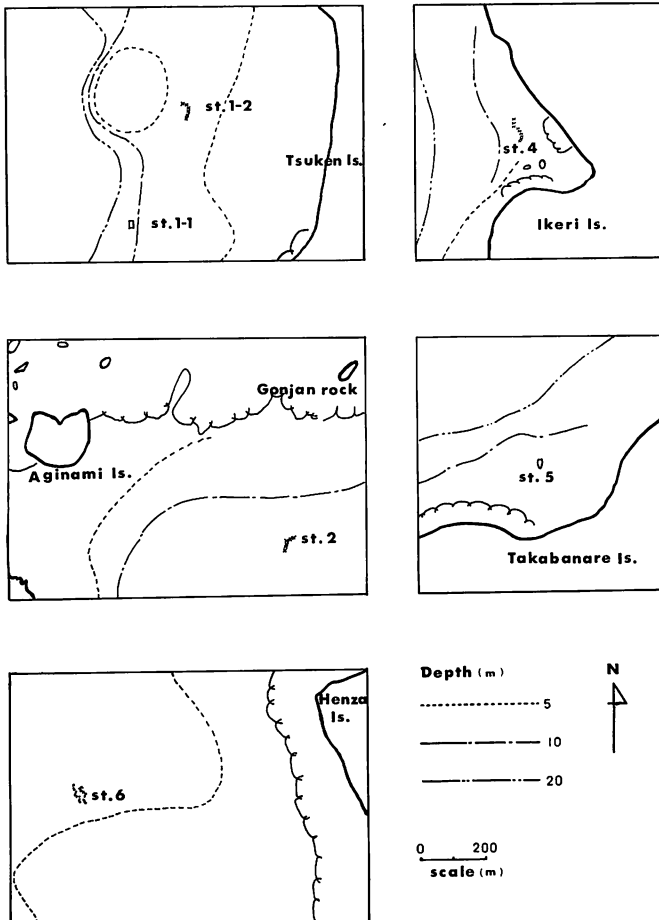 st.1-2
Tsuken Is.
st.1-1
st.4
Ikeri Is.
Gonjan rock
Aginami Is.
st.2
st.5
Takabanare Is.
Henza
Is.
st.6
Depth (m)
5
10
20
N
0 200
scale (m)